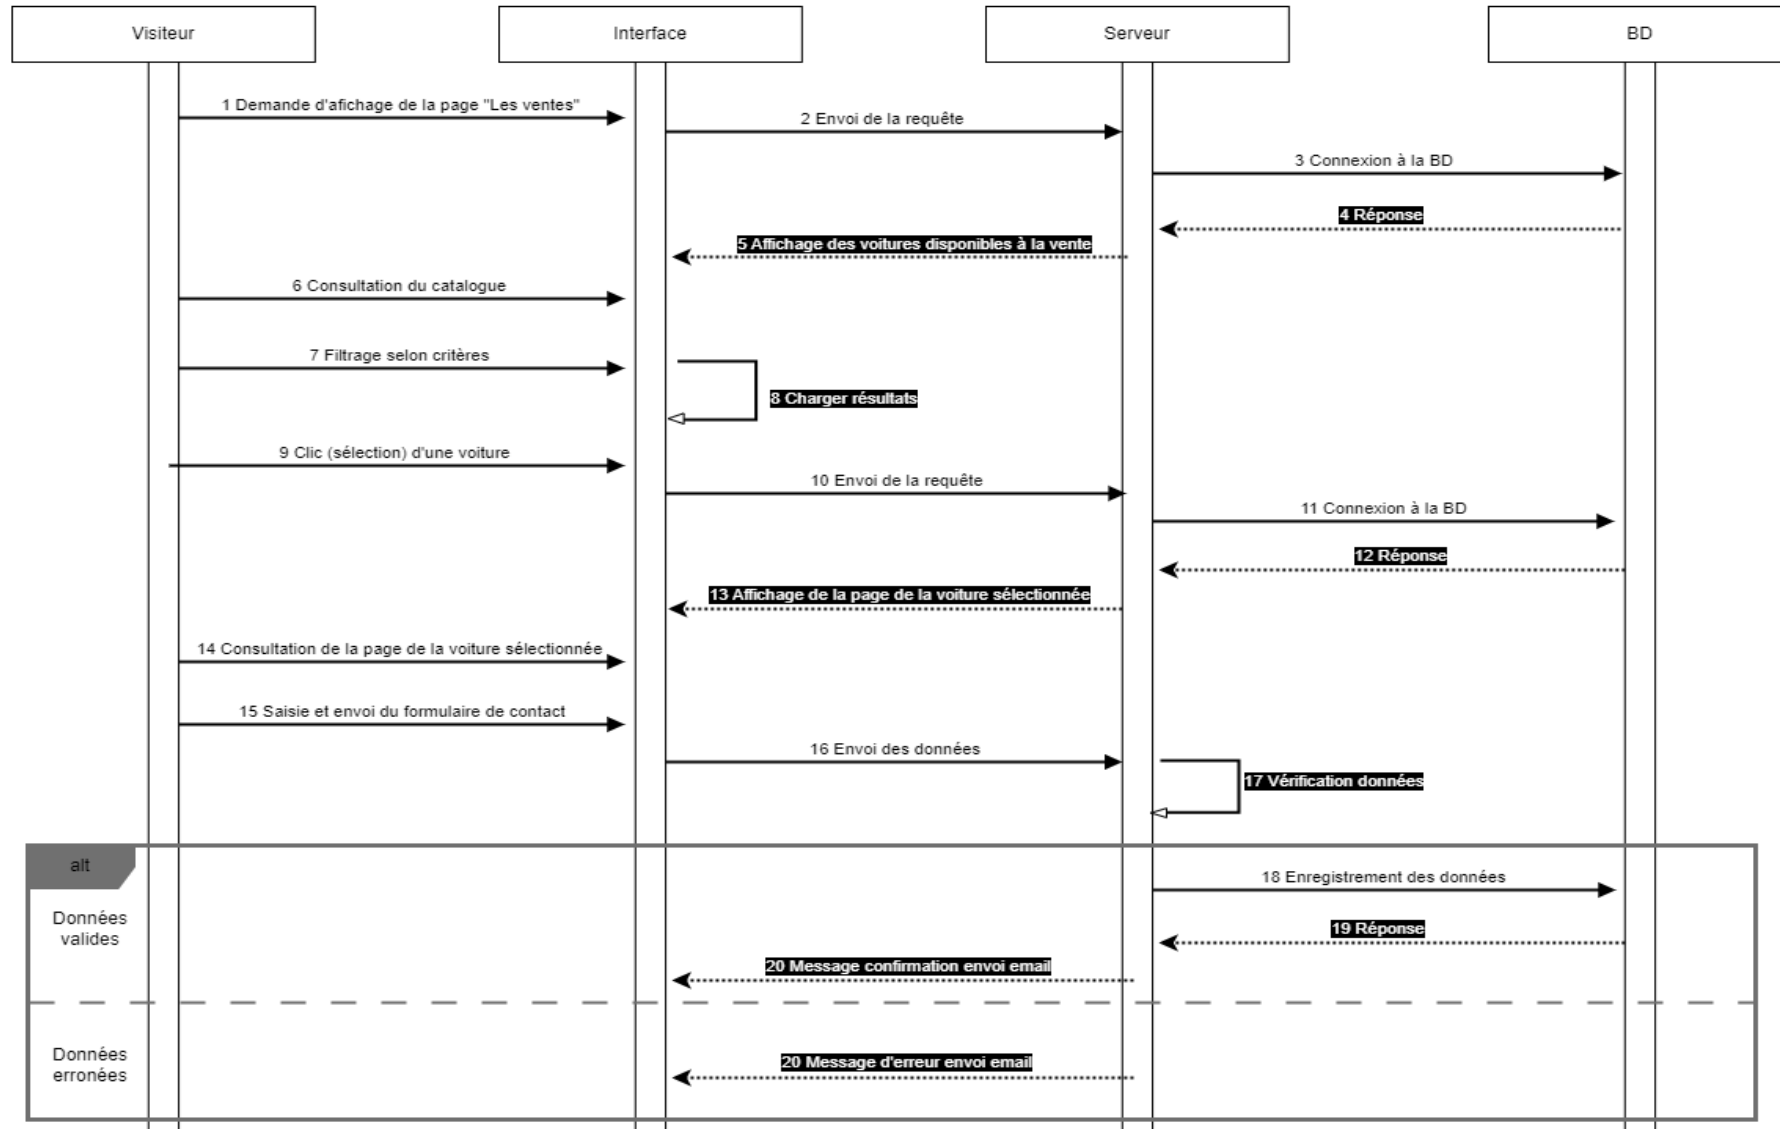 Visiteur
Interface
Serveur
BD
1 Demande d'afichage de la page "Les ventes"
2 Envoi de la requête
3 Connexion à la BD
4 Réponse
5 Affichage des voitures disponibles à la vente
6 Consultation du catalogue
7 Filtrage selon critères
8 Charger résultats
9 Clic (sélection) d'une voiture
10 Envoi de la requête
11 Connexion à la BD
12 Réponse
13 Affichage de la page de la voiture sélectionnée
14 Consultation de la page de la voiture sélectionnée
15 Saisie et envoi du formulaire de contact
16 Envoi des données
17 Vérification données
alt
18 Enregistrement des données
Données
valides
19 Réponse
20 Message confirmation envoi email
Données
erronées
20 Message d'erreur envoi email